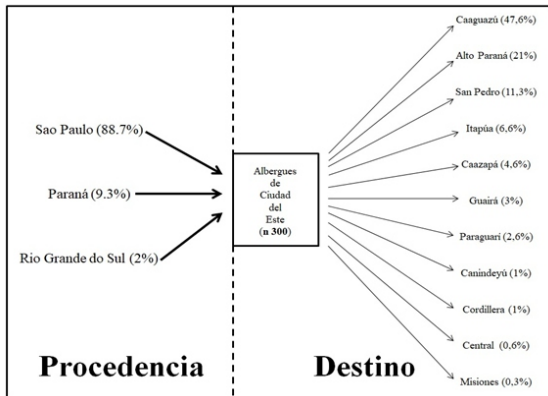 Sao Paulo (88.7%)
Paraná (9.3%)
Rio Grande do Sul (2%)
Procedencia
Albergues
de
Ciudad
del
Este
(n 300)
Caaguazú (47,6%)
Alto Paraná (21%)
San Pedro (11,3%)
Itapúa (6,6%)
Caazapá (4,6%)
Guairá (3%)
Paraguarí (2,6%)
Canindeyú (1%)
Cordillera (1%)
Central (0,6%)
Misiones (0,3%)
Destino